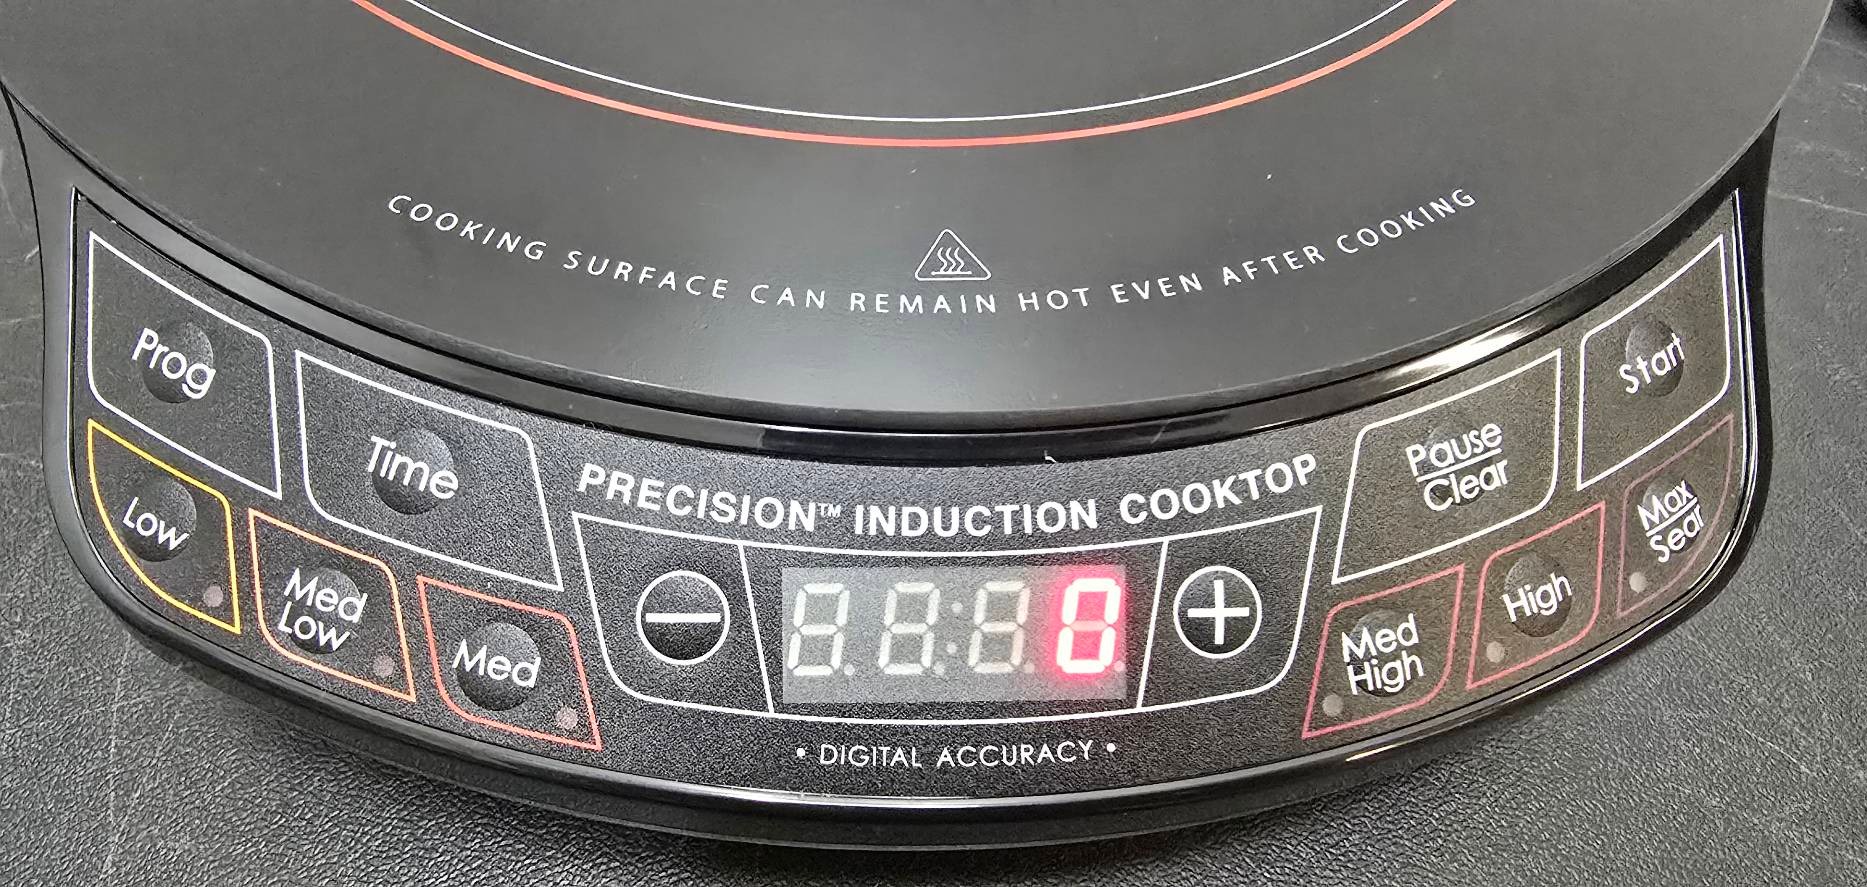 COOKING SURFACE CAN REMAIN HOT EVEN AFTER COOKING
Prog
Time
PRECISION™ INDUCTION COOKTOP
Pause
Clear
Start
Low
Med
Low
Med
0
Med
High
High
Max
Sear
• DIGITAL ACCURACY •